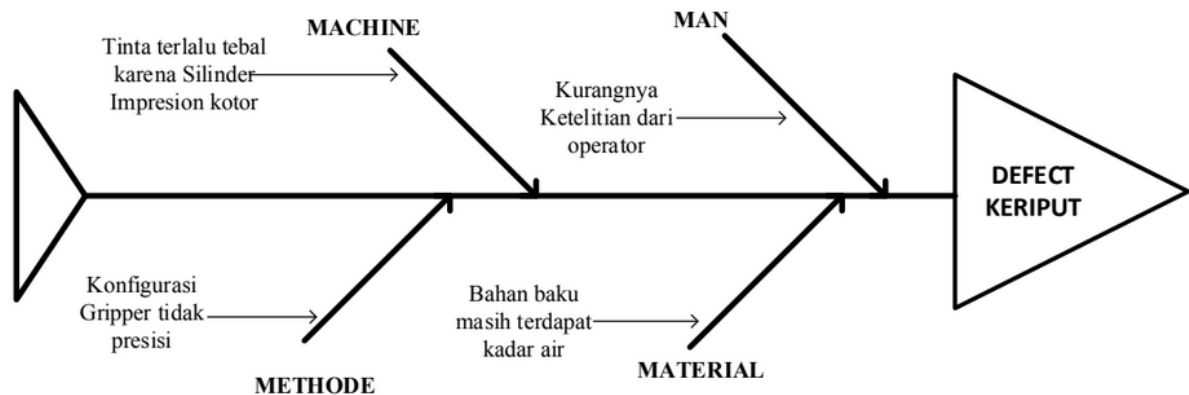 MACHINE
Tinta terlalu tebal
karena Silinder
Impresion kotor
MAN
Kurangnya
Ketelitian dari
operator
DEFECT
KERIPUT
Konfigurasi
Gripper tidak
presisi
METHODE
Bahan baku
masih terdapat
kadar air
MATERIAL